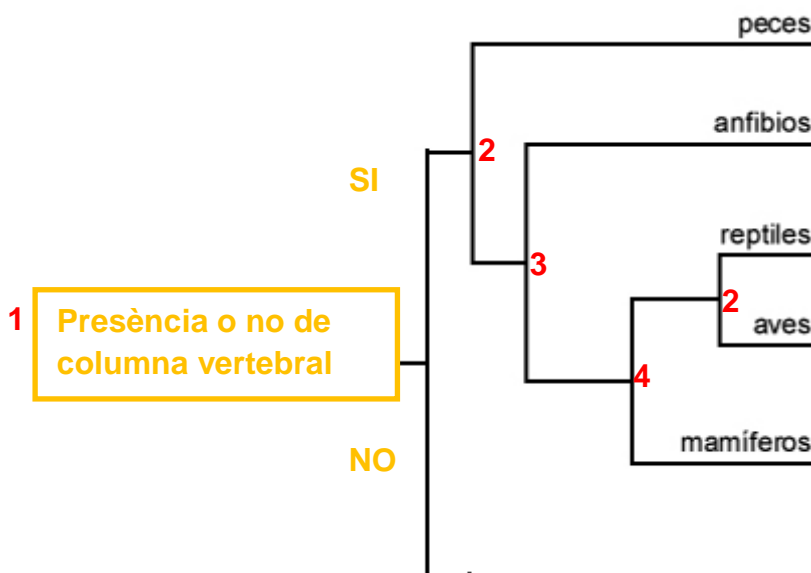 peces
anfibios
2
SI
reptiles
3
2
1
Presència o no de
columna vertebral
aves
4
mamíferos
NO